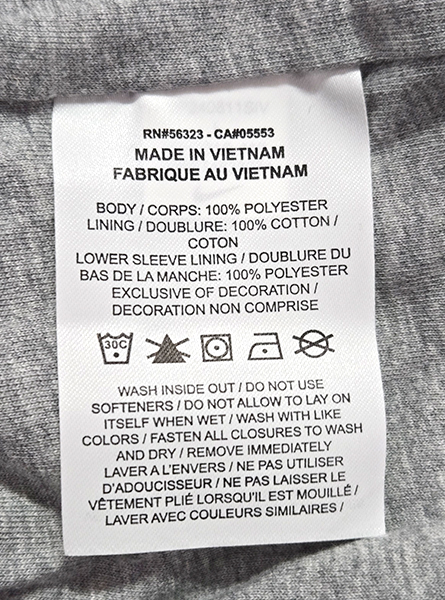 RN#56323 - CA#05553
MADE IN VIETNAM
FABRIQUE AU VIETNAM
BODY / CORPS: 100% POLYESTER
LINING / DOUBLURE: 100% COTTON /
COTON
LOWER SLEEVE LINING / DOUBLURE DU
BAS DE LA MANCHE: 100% POLYESTER
EXCLUSIVE OF DECORATION /
DECORATION NON COMPRISE
30C
WASH INSIDE OUT / DO NOT USE
SOFTENERS / DO NOT ALLOW TO LAY ON
ITSELF WHEN WET / WASH WITH LIKE
COLORS / FASTEN ALL CLOSURES TO WASH
AND DRY / REMOVE IMMEDIATELY
LAVER A L'ENVERS / NE PAS UTILISER
D'ADOUCISSEUR / NE PAS LAISSER LE
VÊTEMENT PLIÉ LORSQU'IL EST MOUILLÉ /
LAVER AVEC COULEURS SIMILAIRES /